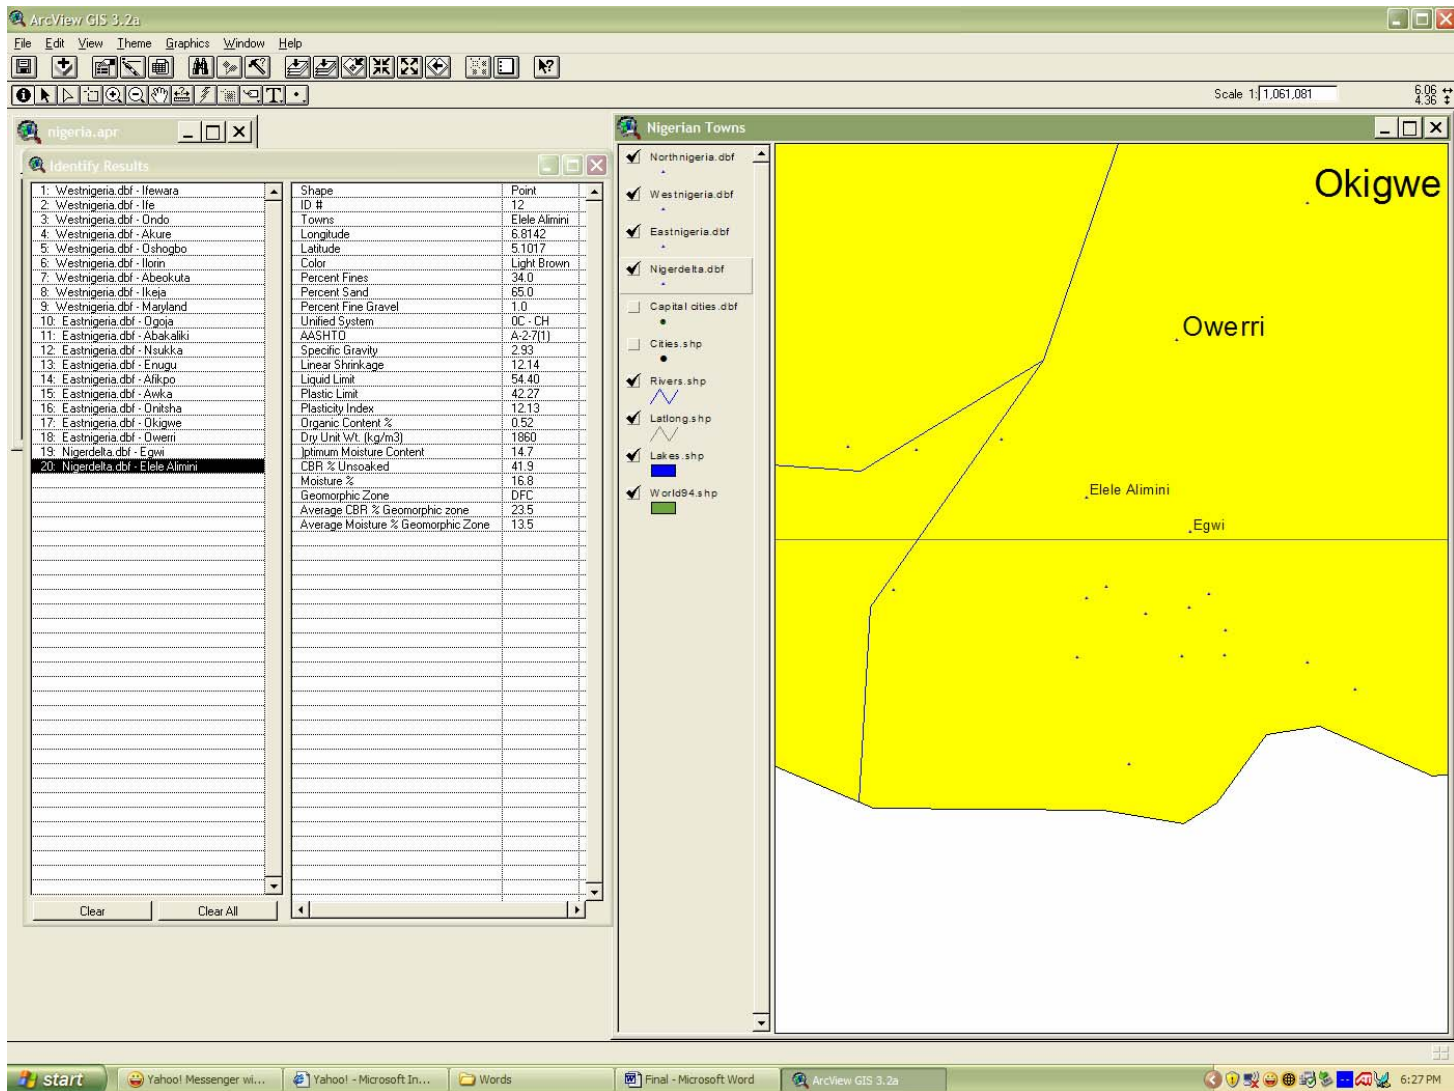 ArcView GIS 3.2a
File Edit View Theme Graphics Window Help
Scale 1: 1,061,081
6.06
4.36
nigeria.apr
Identify Results
1: Westnigeria.dbf - Ifewara
2: Westnigeria.dbf - Ife
3: Westnigeria.dbf - Ondo
4: Westnigeria.dbf - Akure
5: Westnigeria.dbf - Oshogbo
6: Westnigeria.dbf - Ilorin
7: Westnigeria.dbf - Abeokuta
8: Westnigeria.dbf - Ikeja
9: Westnigeria.dbf - Maryland
10: Eastnigeria.dbf - Ogoja
11: Eastnigeria.dbf - Abakaliki
12: Eastnigeria.dbf - Nsukka
13: Eastnigeria.dbf - Enugu
14: Eastnigeria.dbf - Afikpo
15: Eastnigeria.dbf - Awka
16: Eastnigeria.dbf - Onitsha
17: Eastnigeria.dbf - Okigwe
18: Eastnigeria.dbf - Owerri
19: Nigerdelta.dbf - Egwi
20: Nigerdelta.dbf - Elele Alimini
Shape Point
ID # 12
Towns Elele Alimini
Longitude 6.8142
Latitude 5.1017
Color Light Brown
Percent Fines 34.0
Percent Sand 65.0
Percent Fine Gravel 1.0
Unified System OC - CH
AASHTO A-2-7(1)
Specific Gravity 2.93
Linear Shrinkage 12.14
Liquid Limit 54.40
Plastic Limit 42.27
Plasticity Index 12.13
Organic Content % 0.52
Dry Unit Wt. (kg/m3) 1860
)ptimum Moisture Content 14.7
CBR % Unsoaked 41.9
Moisture % 16.8
Geomorphic Zone DFC
Average CBR % Geomorphic zone 23.5
Average Moisture % Geomorphic Zone 13.5
Clear
Clear All
Nigerian Towns
Northnigeria.dbf
Westnigeria.dbf
Eastnigeria.dbf
Nigerdelta.dbf
Capital cities.dbf
Cities.shp
Rivers.shp
Latlong.shp
Lakes.shp
World94.shp
Okigwe
Owerri
Elele Alimini
Egwi
start
Yahoo! Messenger wi...
Yahoo! - Microsoft In...
Words
Final - Microsoft Word
ArcView GIS 3.2a
6:27 PM